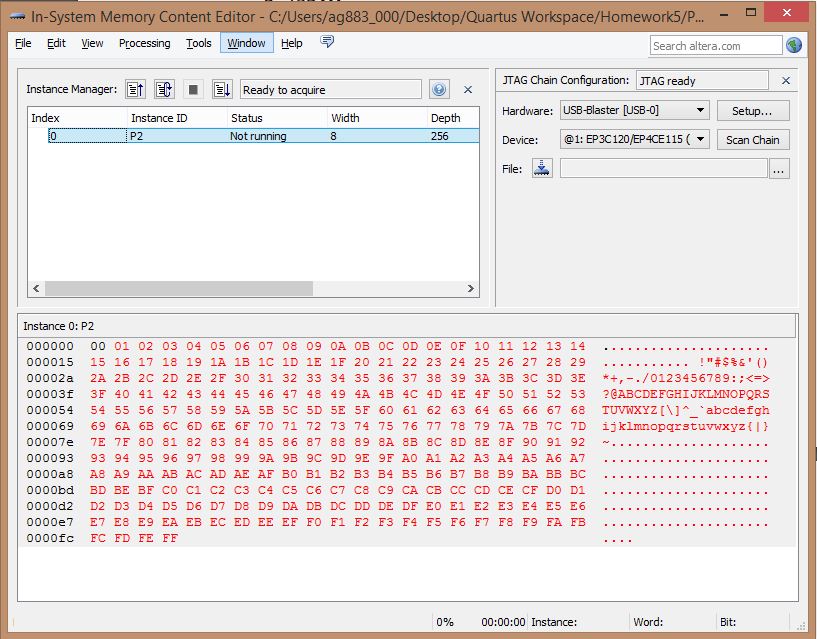 In-System Memory Content Editor - C:/Users/ag883_000/Desktop/Quartus Workspace/Homework5/P...
File Edit View Processing Tools Window Help
Search altera.com
Instance Manager: Ready to acquire
Index Instance ID Status Width Depth
0 P2 Not running 8 256
JTAG Chain Configuration: JTAG ready
Hardware: USB-Blaster [USB-0] Setup...
Device: @1: EP3C120/EP4CE115 ( Scan Chain
File: ...
Instance 0: P2
000000 00 01 02 03 04 05 06 07 08 09 0A 0B 0C 0D 0E 0F 10 11 12 13 14 .....................
000015 15 16 17 18 19 1A 1B 1C 1D 1E 1F 20 21 22 23 24 25 26 27 28 29 ........... !"#$%&'()
00002a 2A 2B 2C 2D 2E 2F 30 31 32 33 34 35 36 37 38 39 3A 3B 3C 3D 3E *+,-./0123456789:;<=>
00003f 3F 40 41 42 43 44 45 46 47 48 49 4A 4B 4C 4D 4E 4F 50 51 52 53 ?@ABCDEFGHIJKLMNOPQRS
000054 54 55 56 57 58 59 5A 5B 5C 5D 5E 5F 60 61 62 63 64 65 66 67 68 TUVWXYZ[\]^_`abcdefgh
000069 69 6A 6B 6C 6D 6E 6F 70 71 72 73 74 75 76 77 78 79 7A 7B 7C 7D ijklmnopqrstuvwxyz{|}
00007e 7E 7F 80 81 82 83 84 85 86 87 88 89 8A 8B 8C 8D 8E 8F 90 91 92 ~....................
000093 93 94 95 96 97 98 99 9A 9B 9C 9D 9E 9F A0 A1 A2 A3 A4 A5 A6 A7 .....................
0000a8 A8 A9 AA AB AC AD AE AF B0 B1 B2 B3 B4 B5 B6 B7 B8 B9 BA BB BC .....................
0000bd BD BE BF C0 C1 C2 C3 C4 C5 C6 C7 C8 C9 CA CB CC CD CE CF D0 D1 .....................
0000d2 D2 D3 D4 D5 D6 D7 D8 D9 DA DB DC DD DE DF E0 E1 E2 E3 E4 E5 E6 .....................
0000e7 E7 E8 E9 EA EB EC ED EE EF F0 F1 F2 F3 F4 F5 F6 F7 F8 F9 FA FB .....................
0000fc FC FD FE FF ....
0% 00:00:00 Instance: Word: Bit: